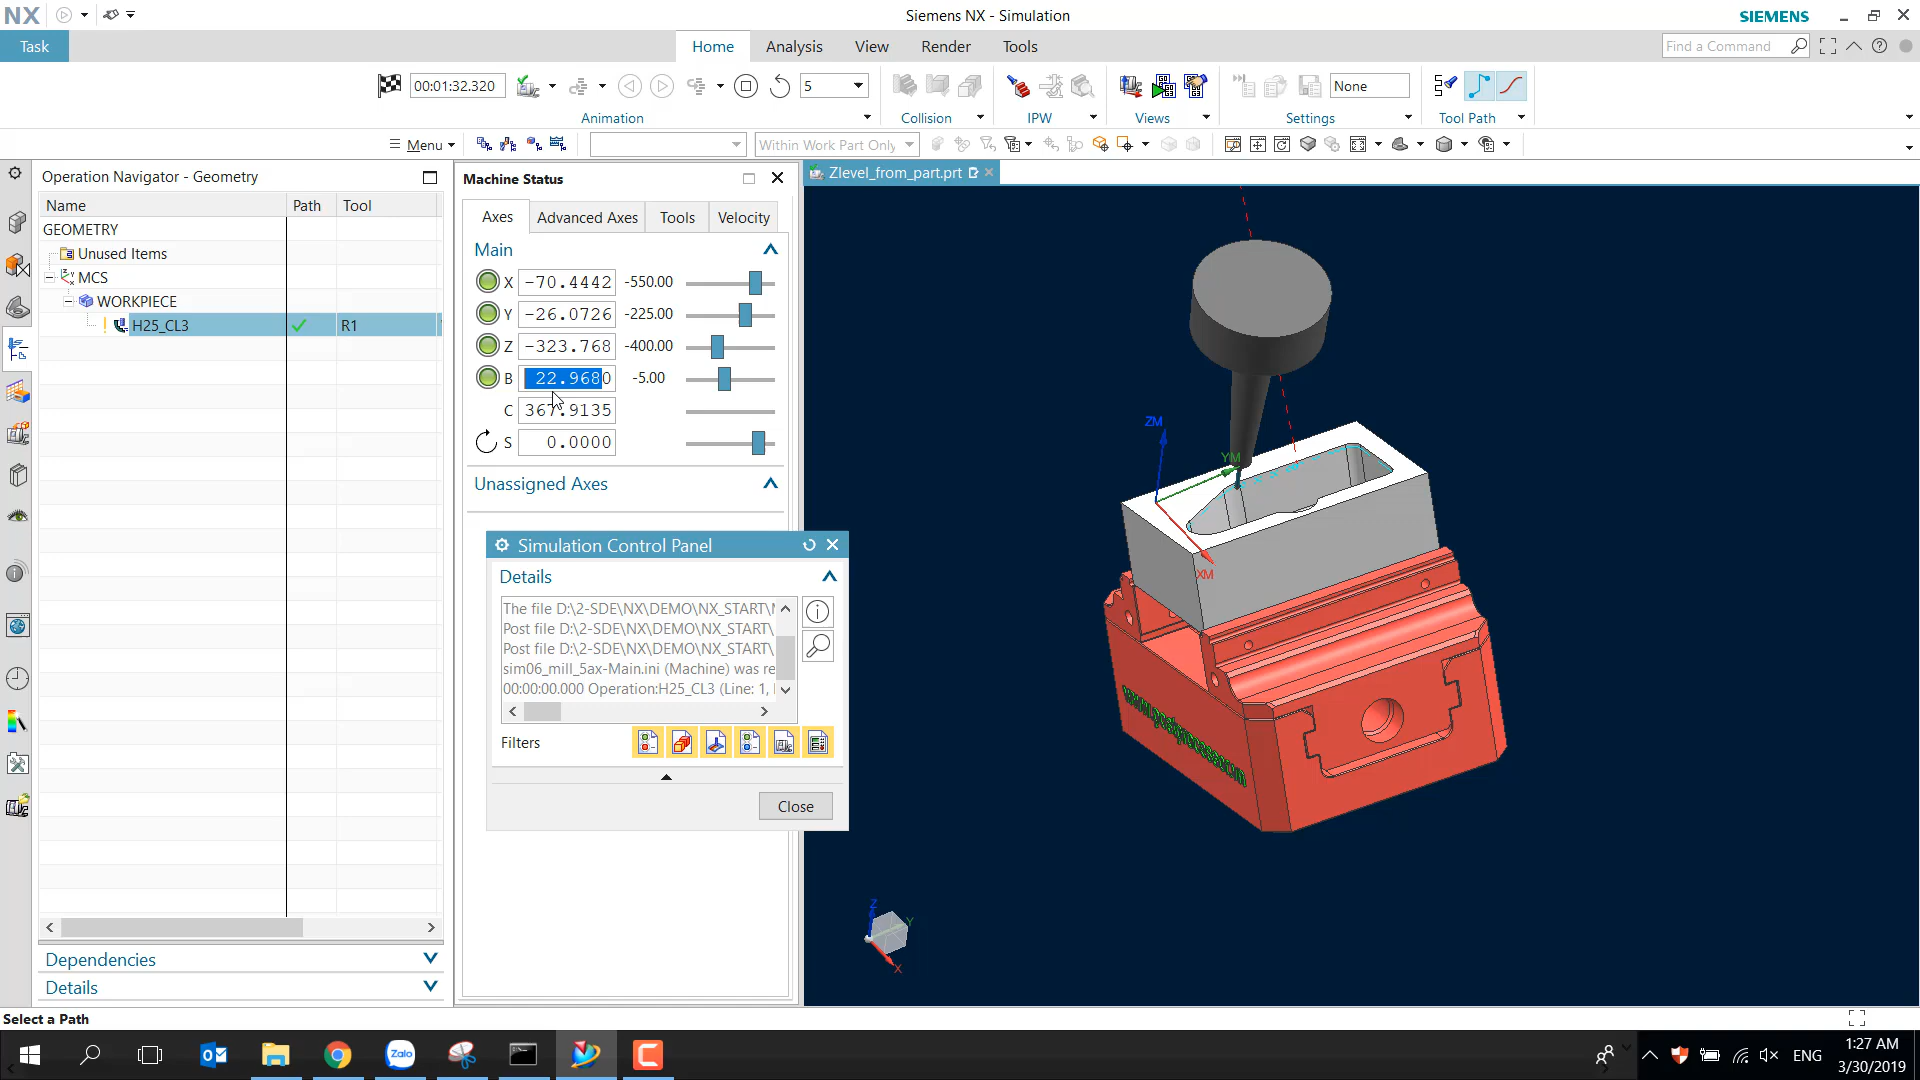 NX
Siemens NX - Simulation
SIEMENS
Task
Home
Analysis
View
Render
Tools
Find a Command
00:01:32.320
5
None
Animation
Collision
IPW
Views
Settings
Tool Path
Menu
Within Work Part Only
Operation Navigator - Geometry
Name
Path
Tool
GEOMETRY
Unused Items
MCS
WORKPIECE
H25_CL3
R1
Dependencies
Details
Machine Status
Axes
Advanced Axes
Tools
Velocity
Main
X
-70.4442
-550.00
Y
-26.0726
-225.00
Z
-323.768
-400.00
B
22.9680
-5.00
C
367.9135
S
0.0000
Unassigned Axes
Simulation Control Panel
Details
The file D:\2-SDE\NX\DEMO\NX_START\
Post file D:\2-SDE\NX\DEMO\NX_START/
Post file D:\2-SDE\NX\DEMO\NX_START/
sim06_mill_5ax-Main.ini (Machine) was re
00:00:00.000 Operation:H25_CL3 (Line: 1,
Filters
Close
Zlevel_from_part.prt
ZM
YM
XM
Z
Y
X
Select a Path
Zalo
ENG
1:27 AM
3/30/2019